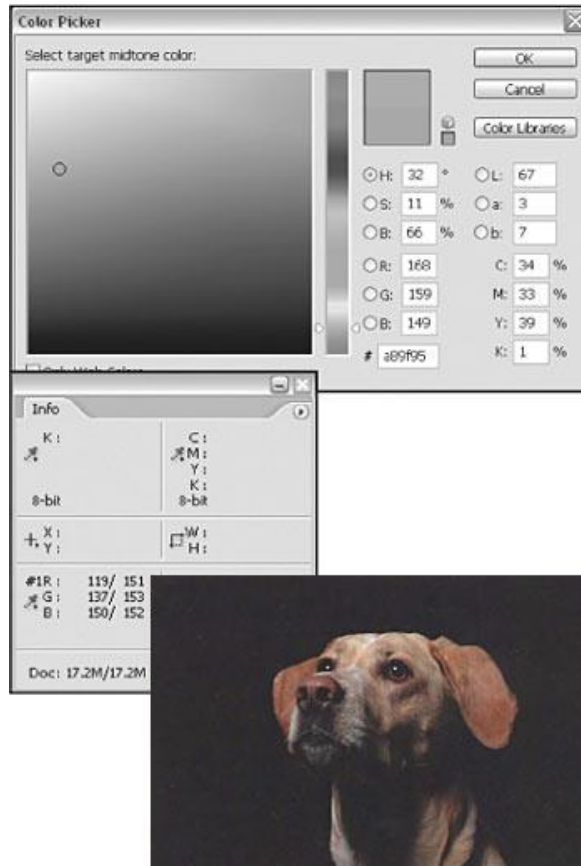 Color Picker
Select target midtone color:
OK
Cancel
Color Libraries
H: 32 °
L: 67
S: 11 %
a: 3
B: 66 %
b: 7
R: 168
C: 34 %
G: 159
M: 33 %
B: 149
Y: 39 %
# a89f95
K: 1 %
Only Web Colors
Info
K :
C :
M :
Y :
K :
8-bit
8-bit
X :
Y :
W :
H :
#1R : 119/ 151
G : 137/ 153
B : 150/ 152
Doc: 17.2M/17.2M